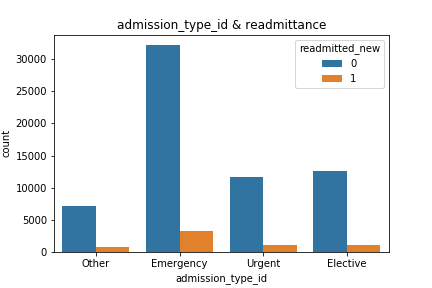 admission_type_id & readmittance
readmitted_new
0
1
30000
25000
20000
15000
10000
5000
0
count
Other Emergency Urgent Elective
admission_type_id